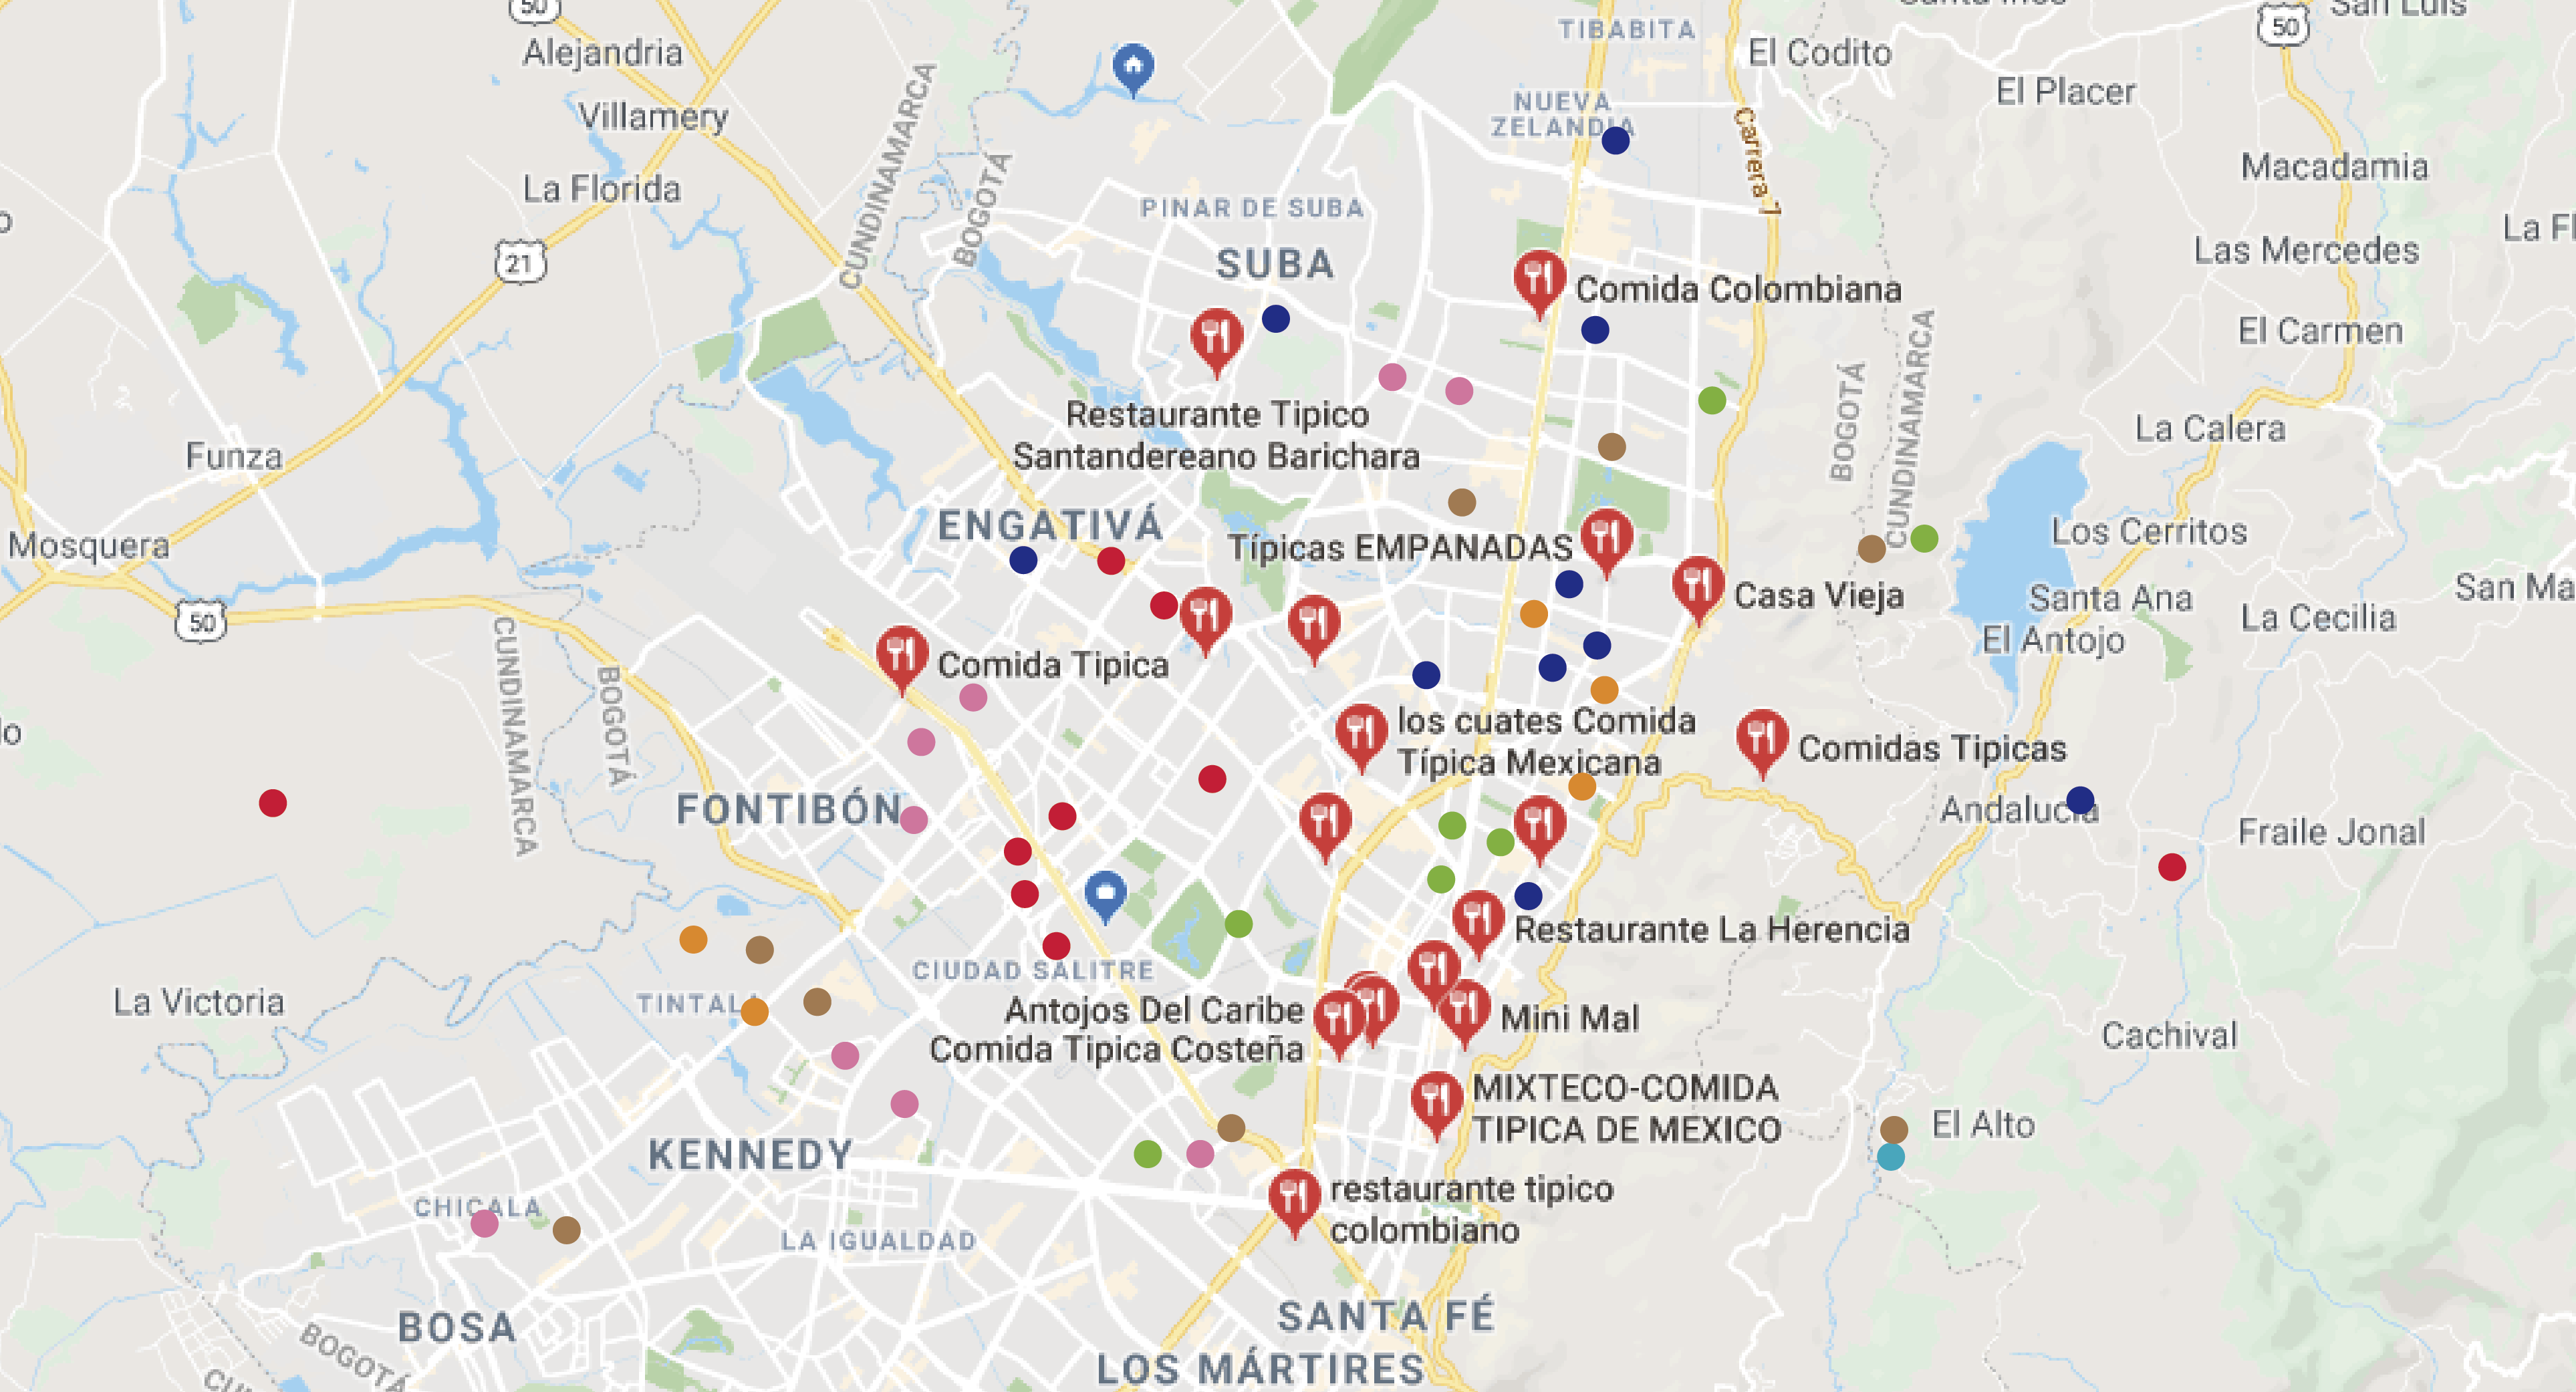 50
San Luis
50
TIBABITA
El Codito
Alejandria
El Placer
CUNDINAMARCA
NUEVA
ZELANDIA
Villamery
Carrera 7
Macadamia
BOGOTÁ
La Florida
PINAR DE SUBA
Las Mercedes
21
SUBA
Comida Colombiana
El Carmen
CUNDINAMARCA
BOGOTÁ
Restaurante Tipico
Santandereano Barichara
La Calera
Funza
ENGATIVÁ
Típicas EMPANADAS
Los Cerritos
Mosquera
Casa Vieja
Santa Ana
San Ma
50
La Cecilia
El Antojo
CUNDINAMARCA
BOGOTÁ
Comida Tipica
los cuates Comida
Típica Mexicana
Comidas Tipicas
FONTIBÓN
Andalucia
Fraile Jonal
Restaurante La Herencia
CIUDAD SALITRE
La Victoria
TINTALA
Antojos Del Caribe
Comida Tipica Costeña
Mini Mal
Cachival
MIXTECO-COMIDA
TIPICA DE MEXICO
El Alto
KENNEDY
restaurante tipico
colombiano
CHICALA
LA IGUALDAD
BOSA
SANTA FÉ
BOGOTÁ
LOS MÁRTIRES